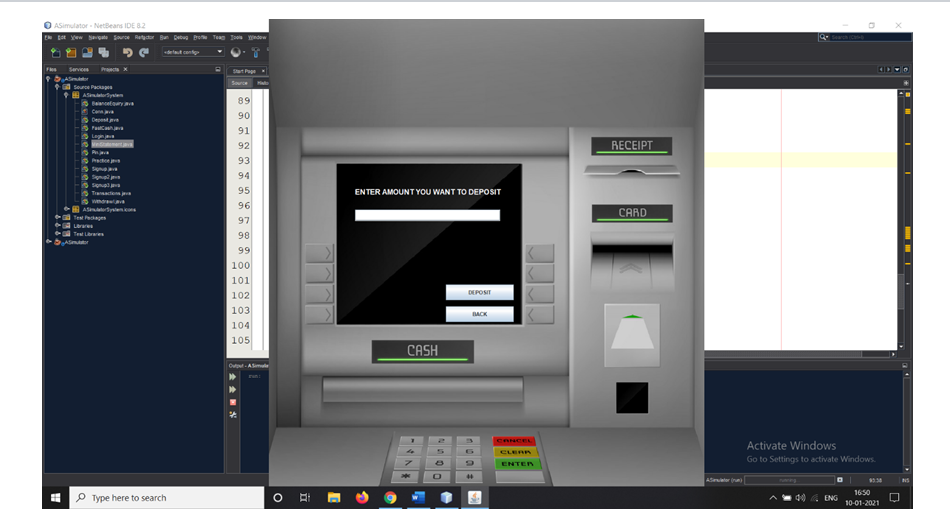 ASimulator - NetBeans IDE 8.2
File Edit View Navigate Source Refactor Run Debug Profile Team Tools Window
Search (Ctrl+I)
<default config>
Files Services Projects
Start Page
Source
ASimulator
Source Packages
ASimulatorSystem
BalanceEnquiry.java
Conn.java
Deposit.java
FastCash.java
Login.java
MiniStatement.java
Pin.java
Practice.java
Signup.java
Signup2.java
Signup3.java
Transactions.java
Withdrawl.java
ASimulatorSystem.icons
Test Packages
Libraries
Test Libraries
ASimulator
89
90
91
92
93
94
95
96
97
98
99
100
101
102
103
104
105
ENTER AMOUNT YOU WANT TO DEPOSIT
DEPOSIT
BACK
RECEIPT
CARD
CASH
1 2 3 CANCEL
4 5 6 CLEAR
7 8 9 ENTER
* 0 #
Output - ASimulator
run:
Activate Windows
Go to Settings to activate Windows.
ASimulator (run)
running...
93:58
INS
Type here to search
ENG
16:50
10-01-2021